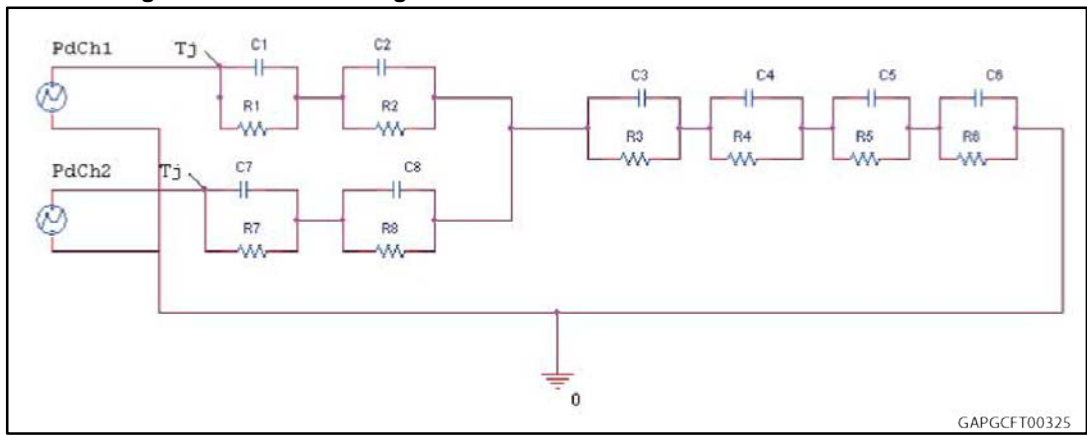 PdCh1
Tj
C1
C2
R1
R2
C3
C4
C5
C6
R3
R4
R5
R6
PdCh2
Tj
C7
C8
R7
R8
0
GAPGCFT00325